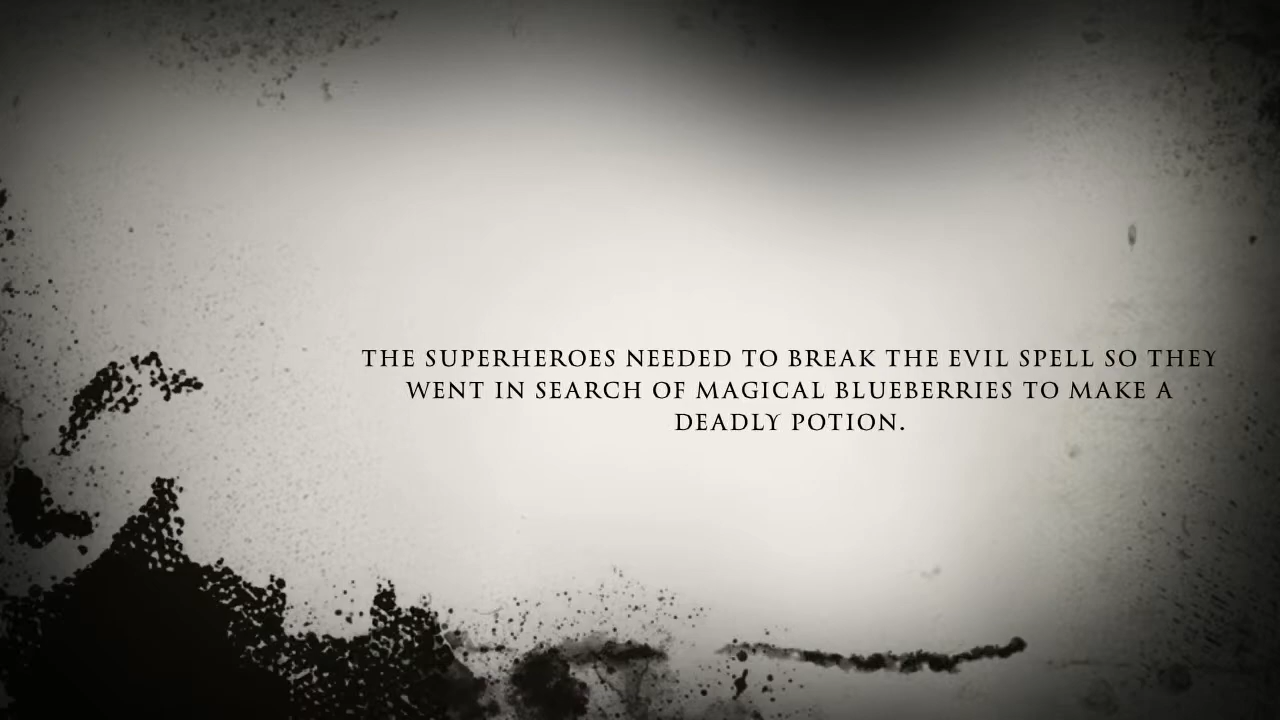 THE SUPERHEROES NEEDED TO BREAK THE EVIL SPELL SO THEY
WENT IN SEARCH OF MAGICAL BLUEBERRIES TO MAKE A
DEADLY POTION.